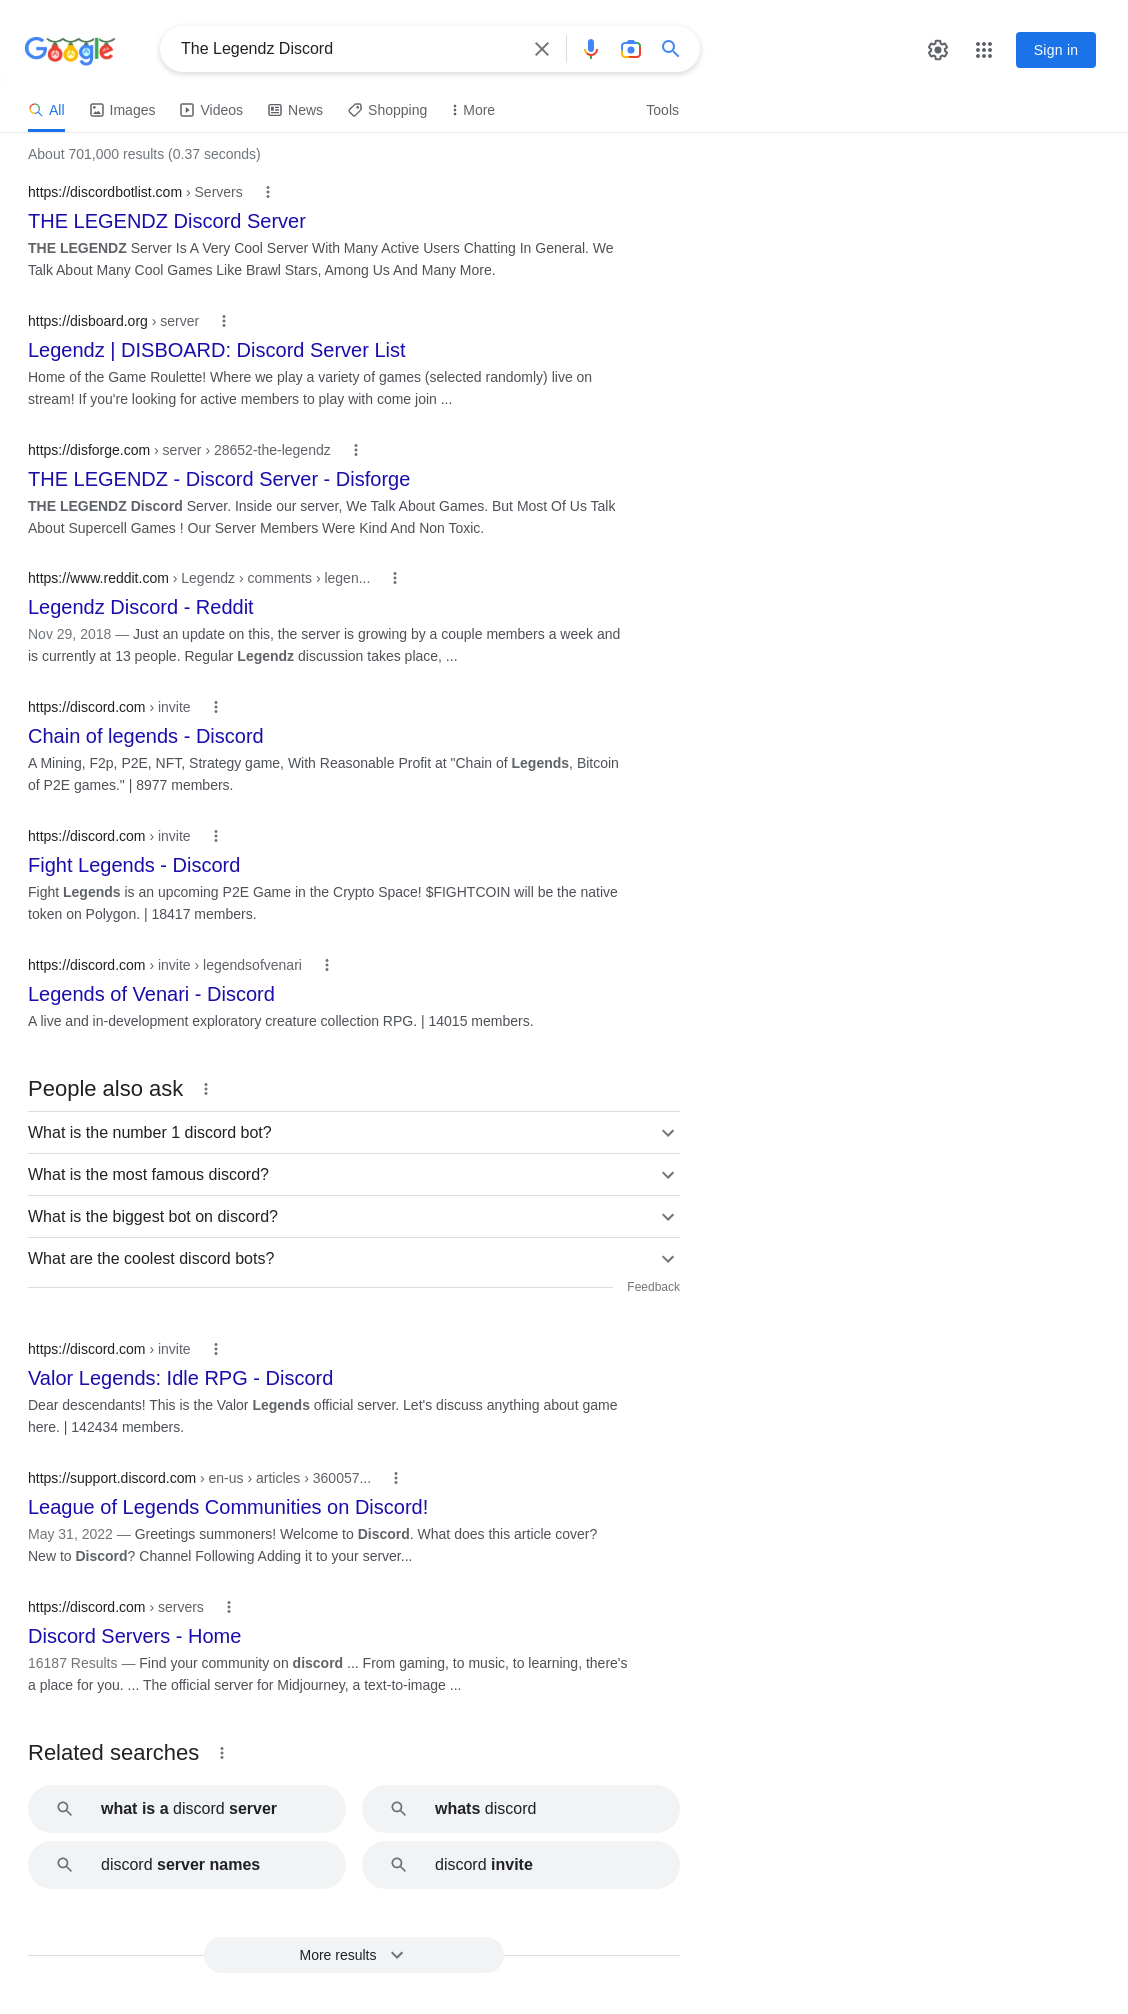 Google
The Legendz Discord
Sign in
All Images Videos News Shopping More Tools
About 701,000 results (0.37 seconds)
https://discordbotlist.com › Servers
THE LEGENDZ Discord Server
THE LEGENDZ Server Is A Very Cool Server With Many Active Users Chatting In General. We
Talk About Many Cool Games Like Brawl Stars, Among Us And Many More.
https://disboard.org › server
Legendz | DISBOARD: Discord Server List
Home of the Game Roulette! Where we play a variety of games (selected randomly) live on
stream! If you're looking for active members to play with come join ...
https://disforge.com › server › 28652-the-legendz
THE LEGENDZ - Discord Server - Disforge
THE LEGENDZ Discord Server. Inside our server, We Talk About Games. But Most Of Us Talk
About Supercell Games ! Our Server Members Were Kind And Non Toxic.
https://www.reddit.com › Legendz › comments › legen...
Legendz Discord - Reddit
Nov 29, 2018 — Just an update on this, the server is growing by a couple members a week and
is currently at 13 people. Regular Legendz discussion takes place, ...
https://discord.com › invite
Chain of legends - Discord
A Mining, F2p, P2E, NFT, Strategy game, With Reasonable Profit at "Chain of Legends, Bitcoin
of P2E games." | 8977 members.
https://discord.com › invite
Fight Legends - Discord
Fight Legends is an upcoming P2E Game in the Crypto Space! $FIGHTCOIN will be the native
token on Polygon. | 18417 members.
https://discord.com › invite › legendsofvenari
Legends of Venari - Discord
A live and in-development exploratory creature collection RPG. | 14015 members.
People also ask
What is the number 1 discord bot?
What is the most famous discord?
What is the biggest bot on discord?
What are the coolest discord bots?
Feedback
https://discord.com › invite
Valor Legends: Idle RPG - Discord
Dear descendants! This is the Valor Legends official server. Let's discuss anything about game
here. | 142434 members.
https://support.discord.com › en-us › articles › 360057...
League of Legends Communities on Discord!
May 31, 2022 — Greetings summoners! Welcome to Discord. What does this article cover?
New to Discord? Channel Following Adding it to your server...
https://discord.com › servers
Discord Servers - Home
16187 Results — Find your community on discord ... From gaming, to music, to learning, there's
a place for you. ... The official server for Midjourney, a text-to-image ...
Related searches
what is a discord server
whats discord
discord server names
discord invite
More results